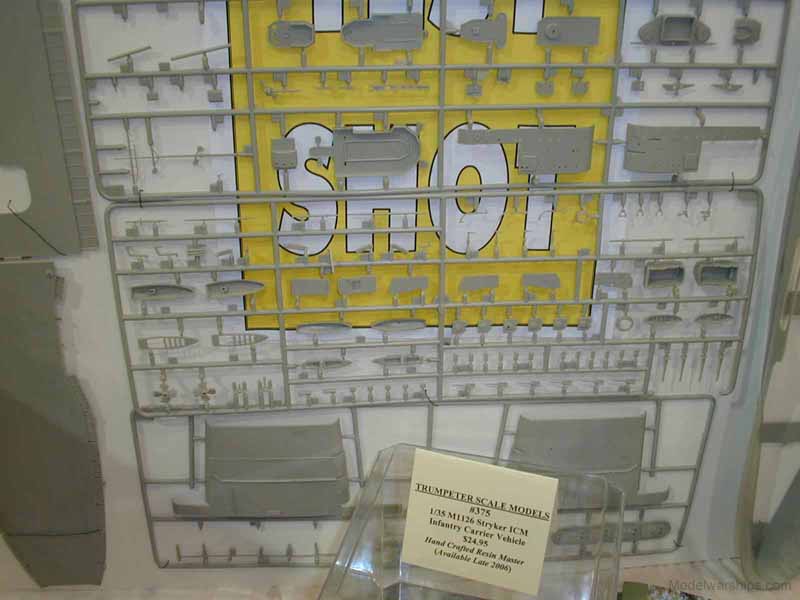 SHOT
TRUMPETER SCALE MODELS
#375
1/35 M1126 Stryker ICM
Infantry Carrier Vehicle
$24.95
Hand Crafted Resin Master
(Available Late 2006)
Modelwarships.com